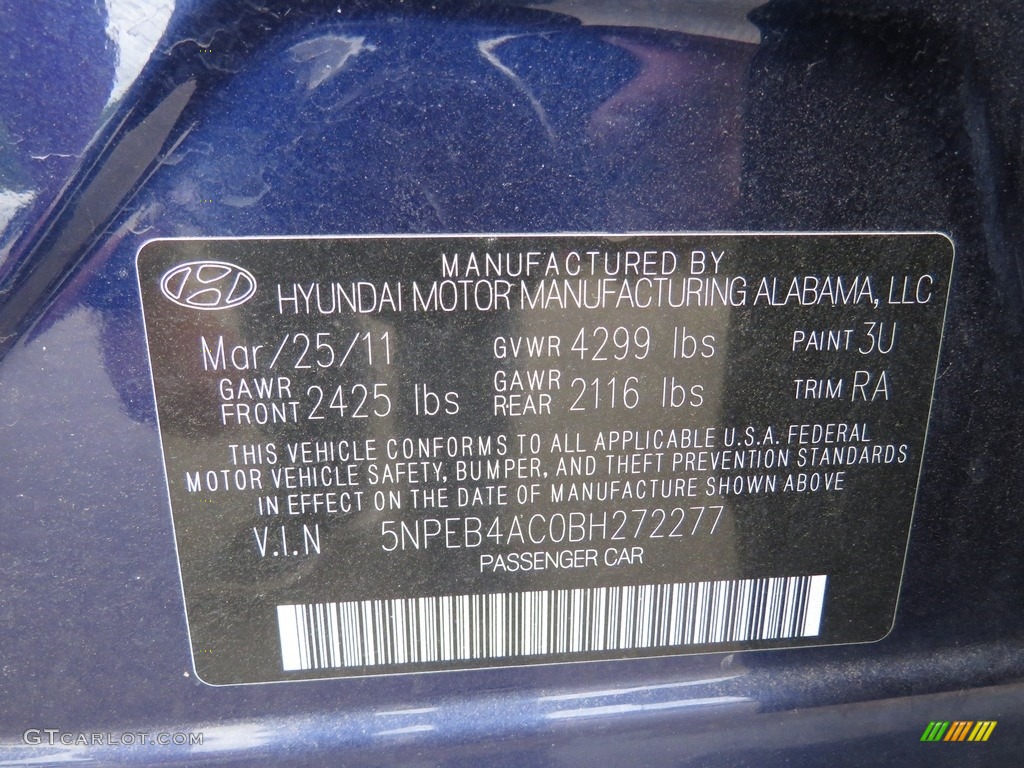 MANUFACTURED BY
HYUNDAI MOTOR MANUFACTURING ALABAMA, LLC
Mar/25/11 GVWR 4299 lbs PAINT 3U
GAWR FRONT 2425 lbs GAWR REAR 2116 lbs TRIM RA
THIS VEHICLE CONFORMS TO ALL APPLICABLE U.S.A. FEDERAL
MOTOR VEHICLE SAFETY, BUMPER, AND THEFT PREVENTION STANDARDS
IN EFFECT ON THE DATE OF MANUFACTURE SHOWN ABOVE
V.I.N 5NPEB4AC0BH272277
PASSENGER CAR
GTCARLOT.COM